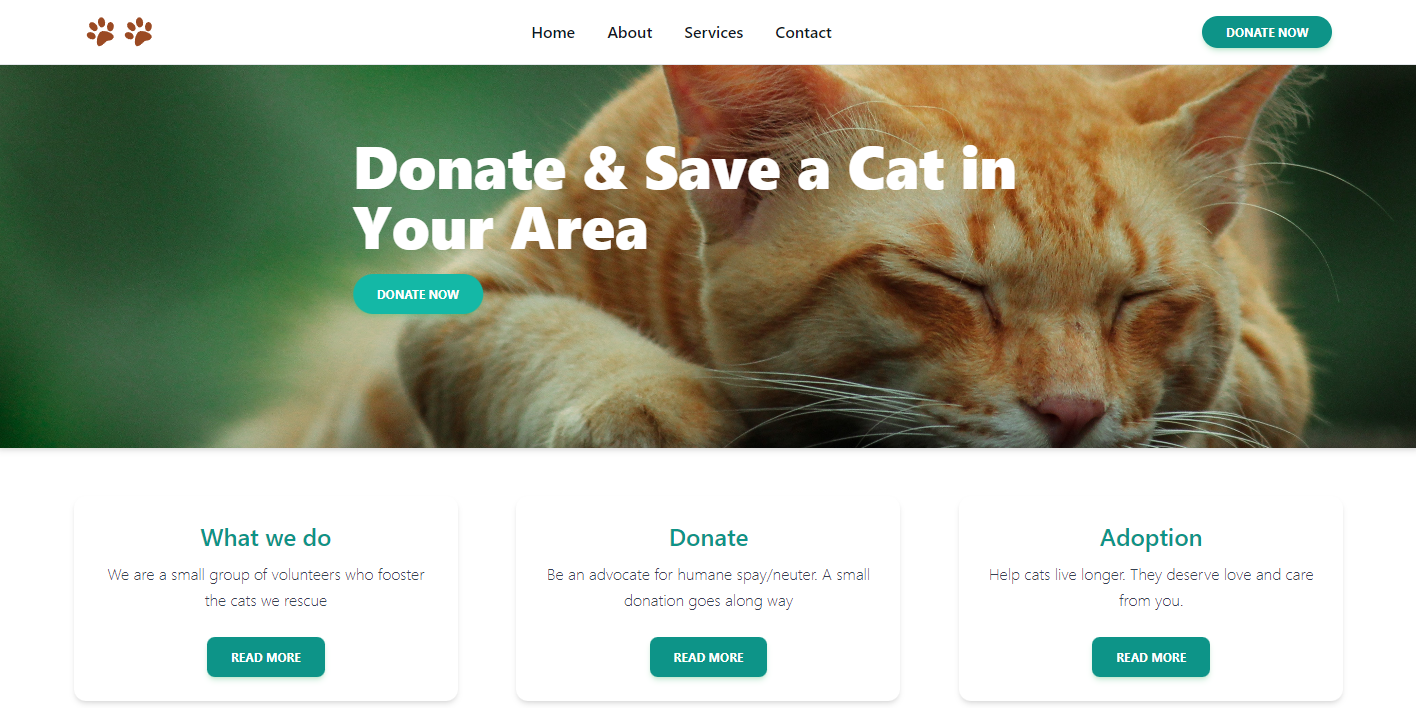 Home About Services Contact DONATE NOW
Donate & Save a Cat in
Your Area
DONATE NOW
What we do
We are a small group of volunteers who fooster
the cats we rescue
READ MORE
Donate
Be an advocate for humane spay/neuter. A small
donation goes along way
READ MORE
Adoption
Help cats live longer. They deserve love and care
from you.
READ MORE